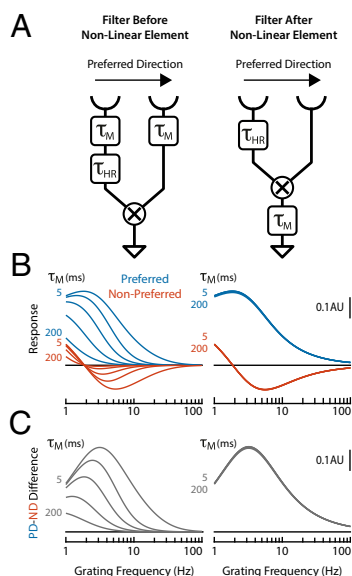 A
Filter Before
Non-Linear Element
Filter After
Non-Linear Element
Preferred Direction
Preferred Direction
τM
τM
τHR
τHR
τM
B
τM (ms)
Preferred
Non-Preferred
5
200
5
200
Response
1
10
100
τM (ms)
5
200
5
200
0.1AU
1
10
100
C
τM (ms)
5
200
PD-ND Difference
1
10
100
Grating Frequency (Hz)
τM (ms)
5
200
0.1AU
1
10
100
Grating Frequency (Hz)